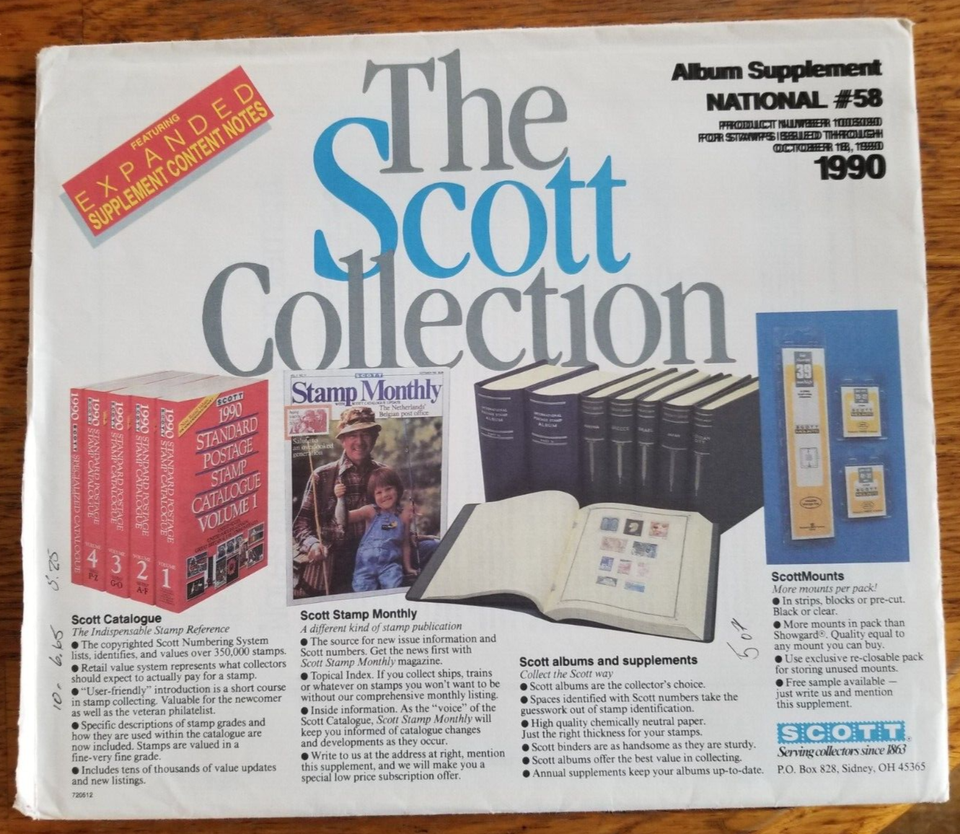 FEATURING
EXPANDED
SUPPLEMENT CONTENT NOTES
The
Scott
Collection
Album Supplement
NATIONAL #58
FOR STAMPS ISSUED THROUGH
1990
SCOTT
1990
STANDARD
POSTAGE
STAMP
CATALOGUE
VOLUME 1
SCOTT
Stamp Monthly
The Netherlands'
Belgian post office
39
SCOTT
Scott Catalogue
The Indispensable Stamp Reference
● The copyrighted Scott Numbering System
lists, identifies, and values over 350,000 stamps.
● Retail value system represents what collectors
should expect to actually pay for a stamp.
● "User-friendly" introduction is a short course
in stamp collecting. Valuable for the newcomer
as well as the veteran philatelist.
● Specific descriptions of stamp grades and
how they are used within the catalogue are
now included. Stamps are valued in a
fine-very fine grade.
● Includes tens of thousands of value updates
and new listings.
720512
Scott Stamp Monthly
A different kind of stamp publication
● The source for new issue information and
Scott numbers. Get the news first with
Scott Stamp Monthly magazine.
● Topical Index. If you collect ships, trains
or whatever on stamps you won't want to be
without our comprehensive monthly listing.
● Inside information. As the "voice" of the
Scott Catalogue, Scott Stamp Monthly will
keep you informed of catalogue changes
and developments as they occur.
● Write to us at the address at right, mention
this supplement, and we will make you a
special low price subscription offer.
Scott albums and supplements
Collect the Scott way
● Scott albums are the collector's choice.
● Spaces identified with Scott numbers take the
guesswork out of stamp identification.
● High quality chemically neutral paper.
Just the right thickness for your stamps.
● Scott binders are as handsome as they are sturdy.
● Scott albums offer the best value in collecting.
● Annual supplements keep your albums up-to-date.
ScottMounts
More mounts per pack!
● In strips, blocks or pre-cut.
Black or clear.
● More mounts in pack than
Showgard®. Quality equal to
any mount you can buy.
● Use exclusive re-closable pack
for storing unused mounts.
● Free sample available —
just write us and mention
this supplement.
SCOTT
Serving collectors since 1863
P.O. Box 828, Sidney, OH 45365